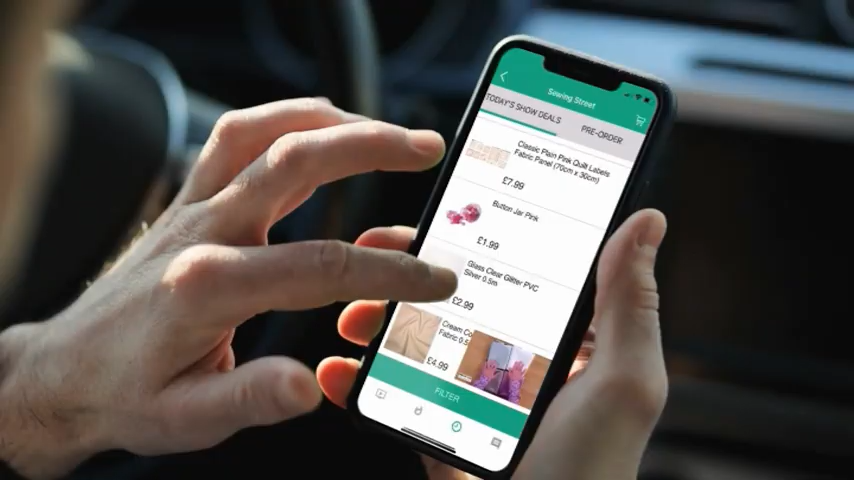 Sewing Street
TODAY'S SHOW DEALS
PRE-ORDER
Classic Plain Pink Quilt Labels
Fabric Panel (70cm x 30cm)
£7.99
Button Jar Pink
£1.99
Glass Clear Glitter PVC
Silver 0.5m
£2.99
Cream Co
Fabric 0.5
£4.99
FILTER